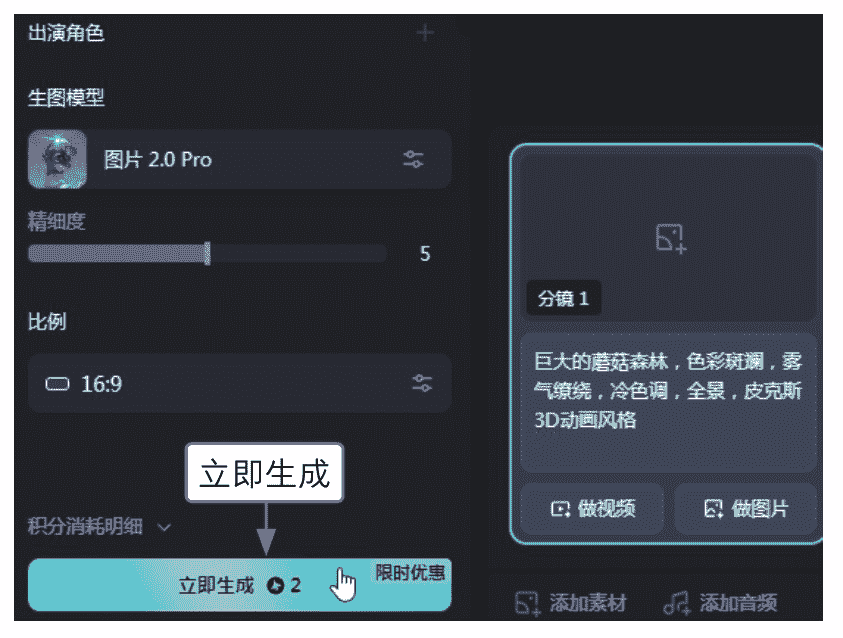 出演角色
生图模型
图片 2.0 Pro
精细度
5
比例
16:9
立即生成
积分消耗明细
立即生成 2
限时优惠
分镜 1
巨大的蘑菇森林，色彩斑斓，雾
气缭绕，冷色调，全景，皮克斯
3D动画风格
做视频
做图片
添加素材
添加音频